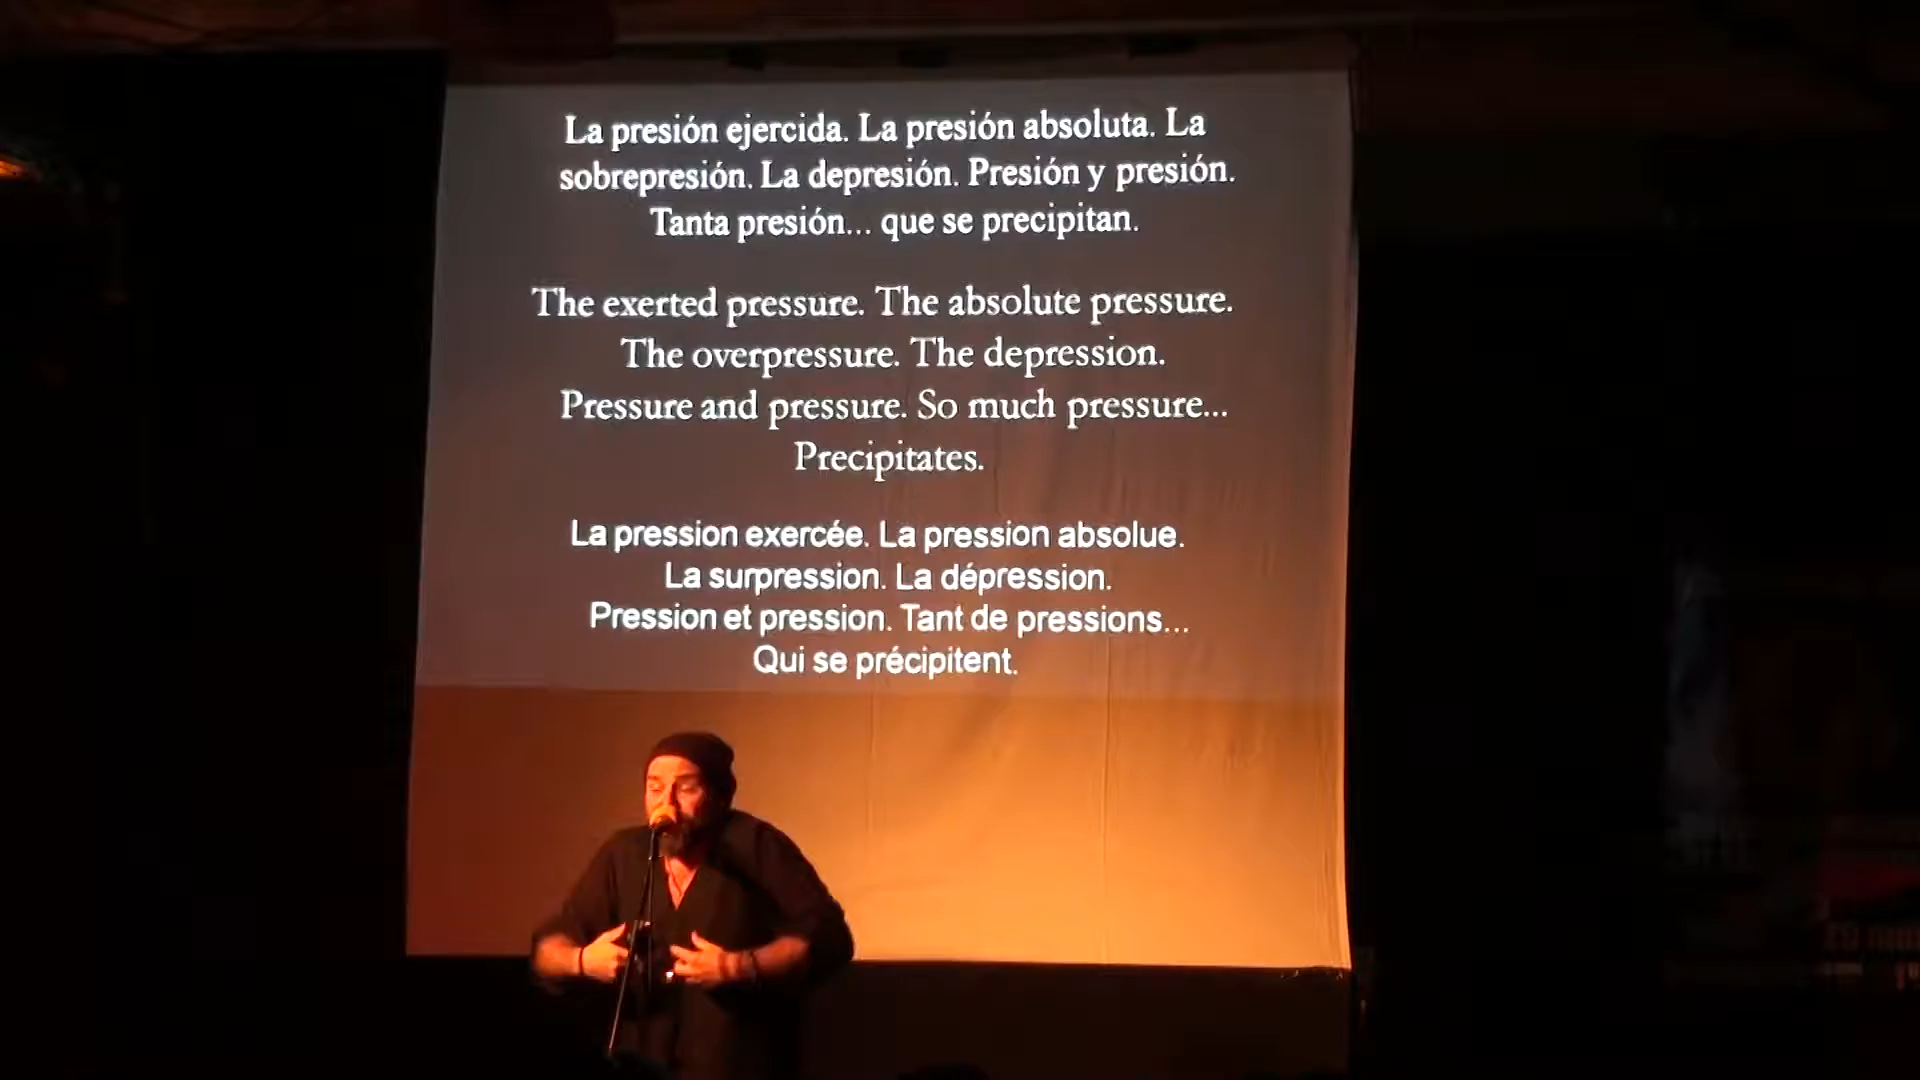 La presión ejercida. La presión absoluta. La
sobrepresión. La depresión. Presión y presión.
Tanta presión... que se precipitan.
The exerted pressure. The absolute pressure.
The overpressure. The depression.
Pressure and pressure. So much pressure...
Precipitates.
La pression exercée. La pression absolue.
La surpression. La dépression.
Pression et pression. Tant de pressions...
Qui se précipitent.